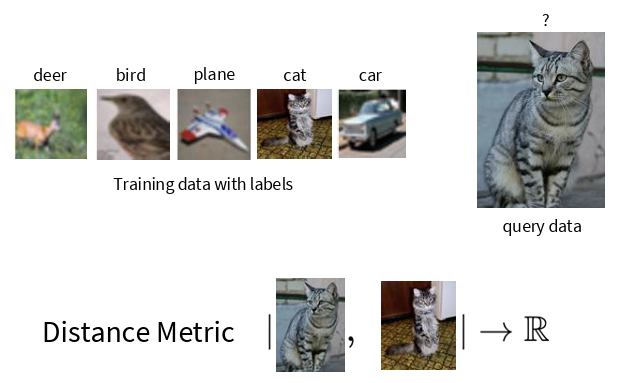 ?
deer bird plane cat car
Training data with labels
query data
Distance Metric | , | → ℝ